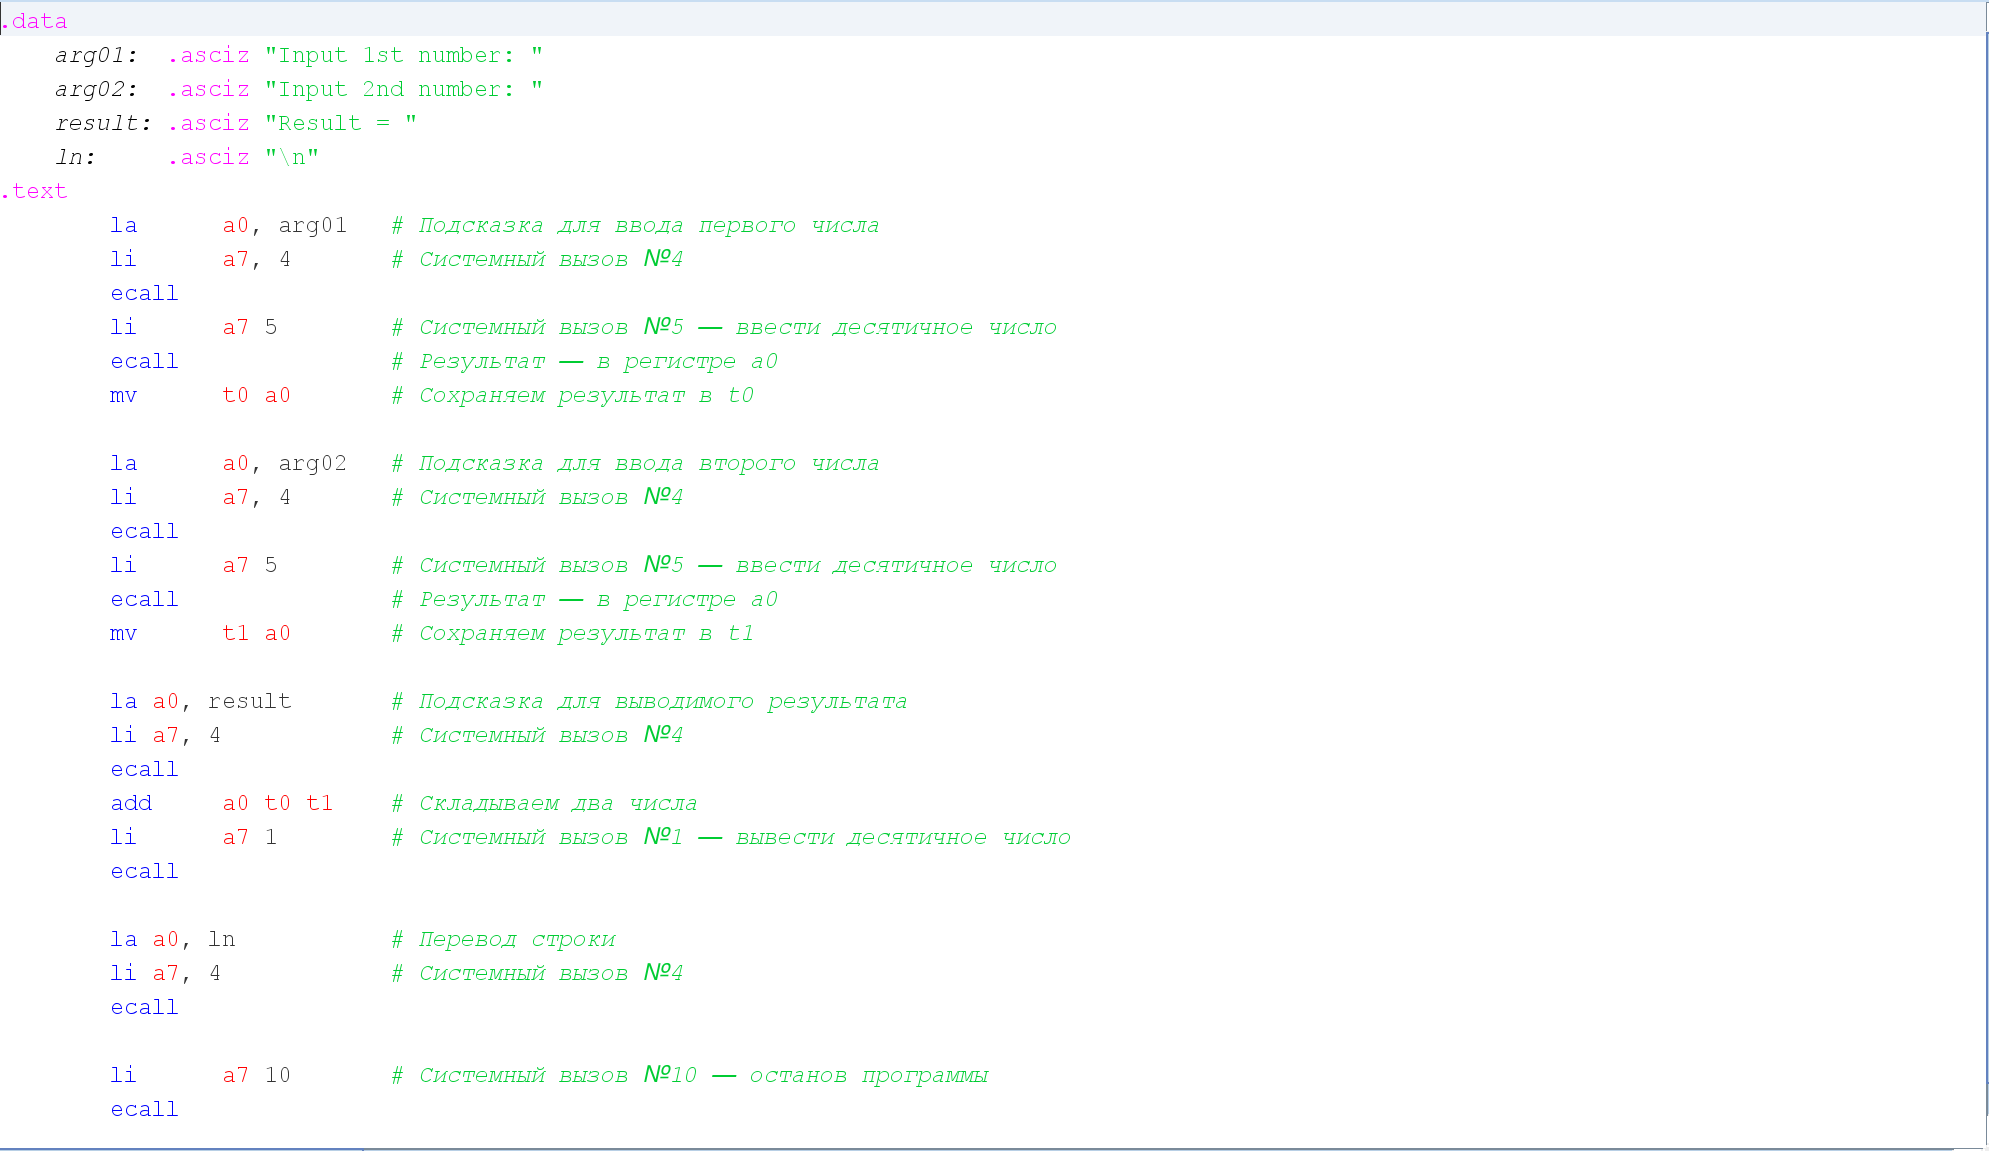 .data
    arg01:  .asciz "Input 1st number: "
    arg02:  .asciz "Input 2nd number: "
    result: .asciz "Result = "
    ln:     .asciz "\n"
.text
        la      a0, arg01   # Подсказка для ввода первого числа
        li      a7, 4       # Системный вызов №4
        ecall
        li      a7 5        # Системный вызов №5 — ввести десятичное число
        ecall               # Результат — в регистре a0
        mv      t0 a0       # Сохраняем результат в t0

        la      a0, arg02   # Подсказка для ввода второго числа
        li      a7, 4       # Системный вызов №4
        ecall
        li      a7 5        # Системный вызов №5 — ввести десятичное число
        ecall               # Результат — в регистре a0
        mv      t1 a0       # Сохраняем результат в t1

        la a0, result       # Подсказка для выводимого результата
        li a7, 4            # Системный вызов №4
        ecall
        add     a0 t0 t1    # Складываем два числа
        li      a7 1        # Системный вызов №1 — вывести десятичное число
        ecall

        la a0, ln           # Перевод строки
        li a7, 4            # Системный вызов №4
        ecall

        li      a7 10       # Системный вызов №10 — останов программы
        ecall